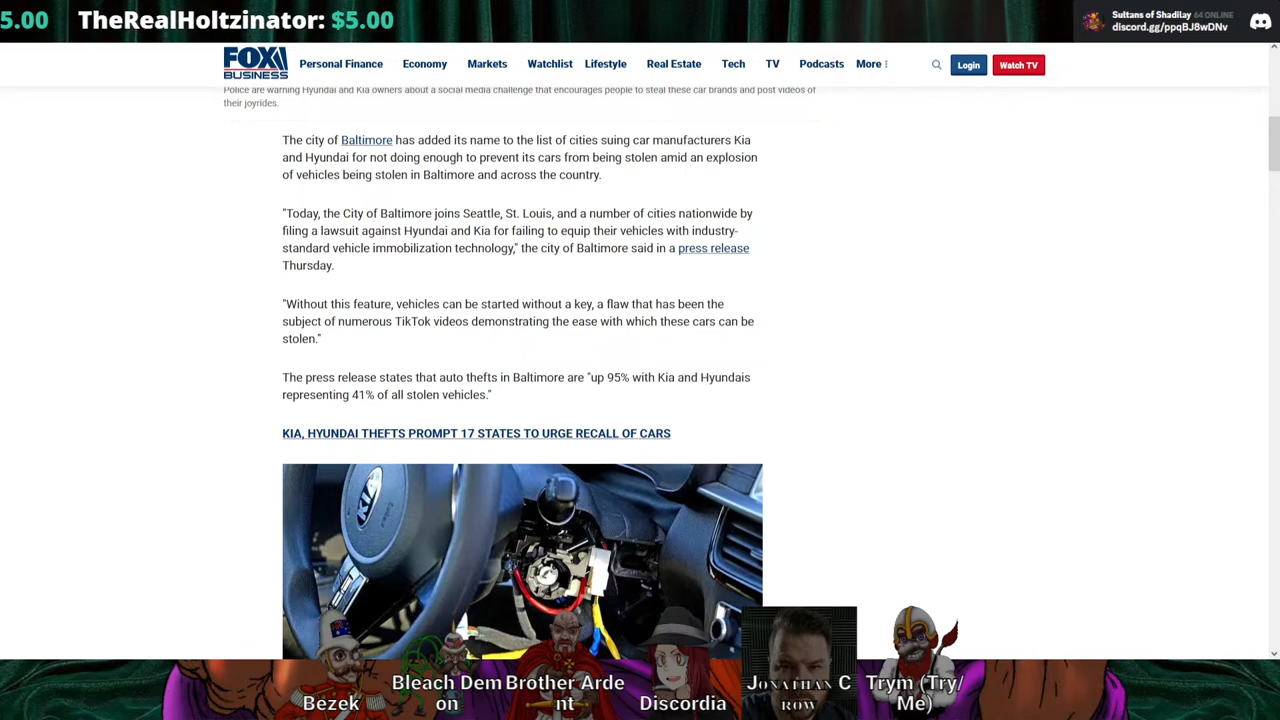 5.00 TheRealHoltzinator: $5.00
Sultans of Shadilay 64 ONLINE
discord.gg/ppqBJ8wDNv
FOX BUSINESS
Personal Finance Economy Markets Watchlist Lifestyle Real Estate Tech TV Podcasts More Login Watch TV
Police are warning Hyundai and Kia owners about a social media challenge that encourages people to steal these car brands and post videos of
their joyrides.
The city of Baltimore has added its name to the list of cities suing car manufacturers Kia
and Hyundai for not doing enough to prevent its cars from being stolen amid an explosion
of vehicles being stolen in Baltimore and across the country.
"Today, the City of Baltimore joins Seattle, St. Louis, and a number of cities nationwide by
filing a lawsuit against Hyundai and Kia for failing to equip their vehicles with industry-
standard vehicle immobilization technology," the city of Baltimore said in a press release
Thursday.
"Without this feature, vehicles can be started without a key, a flaw that has been the
subject of numerous TikTok videos demonstrating the ease with which these cars can be
stolen."
The press release states that auto thefts in Baltimore are "up 95% with Kia and Hyundais
representing 41% of all stolen vehicles."
KIA, HYUNDAI THEFTS PROMPT 17 STATES TO URGE RECALL OF CARS
KIA
Bezek
Bleach Dem
on
Brother Arde
nt
Discordia
Jonathan C
row
Trym (Try/
Me)